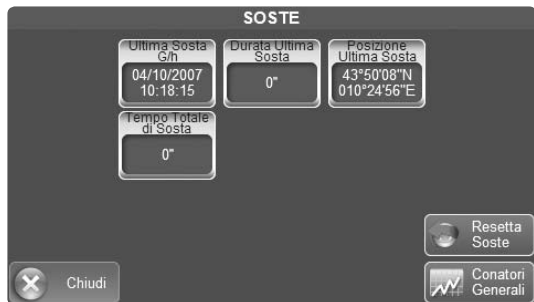 SOSTE
Ultima Sosta
G/h
04/10/2007
10:18:15
Durata Ultima
Sosta
0"
Posizione
Ultima Sosta
43°50'08"N
010°24'56"E
Tempo Totale
di Sosta
0"
Resetta
Soste
Chiudi
Conatori
Generali